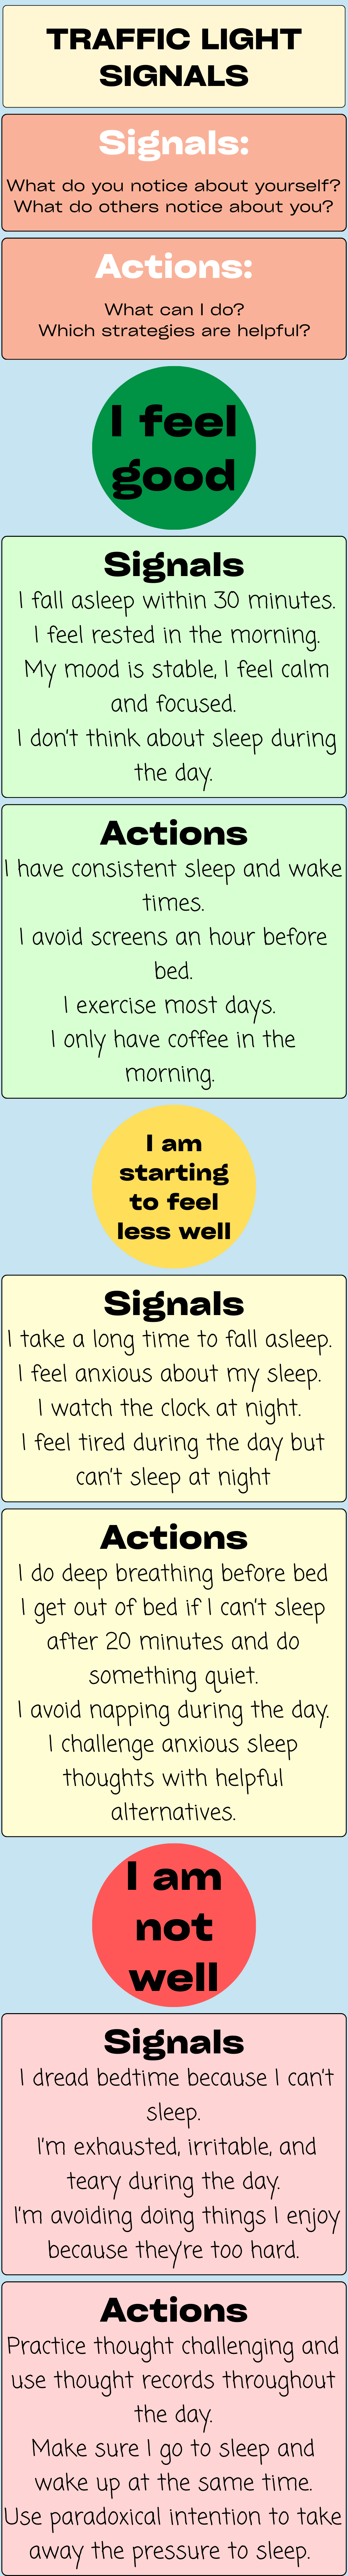 TRAFFIC LIGHT
SIGNALS
Signals:
What do you notice about yourself?
What do others notice about you?
Actions:
What can I do?
Which strategies are helpful?
I feel
good
Signals
I fall asleep within 30 minutes.
I feel rested in the morning.
My mood is stable, I feel calm
and focused.
I don't think about sleep during
the day.
Actions
I have consistent sleep and wake
times.
I avoid screens an hour before
bed.
I exercise most days.
I only have coffee in the
morning.
I am
starting
to feel
less well
Signals
I take a long time to fall asleep.
I feel anxious about my sleep.
I watch the clock at night.
I feel tired during the day but
can't sleep at night
Actions
I do deep breathing before bed
I get out of bed if I can't sleep
after 20 minutes and do
something quiet.
I avoid napping during the day.
I challenge anxious sleep
thoughts with helpful
alternatives.
I am
not
well
Signals
I dread bedtime because I can't
sleep.
I'm exhausted, irritable, and
teary during the day.
I'm avoiding doing things I enjoy
because they're too hard.
Actions
Practice thought challenging and
use thought records throughout
the day.
Make sure I go to sleep and
wake up at the same time.
Use paradoxical intention to take
away the pressure to sleep.